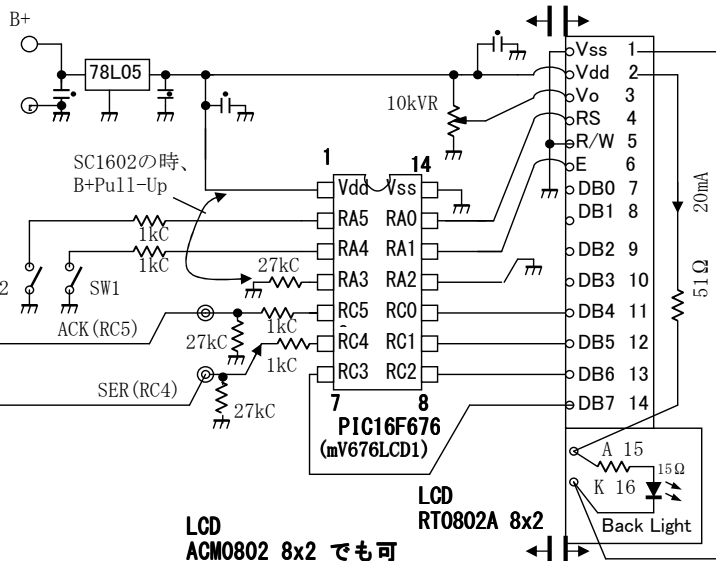 B+
78L05
10kVR
Vss 1
Vdd 2
Vo 3
RS 4
R/W 5
E 6
DB0 7
DB1 8
DB2 9
DB3 10
DB4 11
DB5 12
DB6 13
DB7 14
20mA
51Ω
SC1602の時、
B+Pull-Up
1
14
Vdd
Vss
RA5
RA0
RA4
RA1
RA3
RA2
RC5
RC0
RC4
RC1
RC3
RC2
7
8
1kC
1kC
27kC
2
SW1
ACK(RC5)
27kC
1kC
1kC
SER(RC4)
27kC
PIC16F676
(mV676LCD1)
A 15
15Ω
K 16
Back Light
LCD
RT0802A 8x2
LCD
ACM0802 8x2 でも可